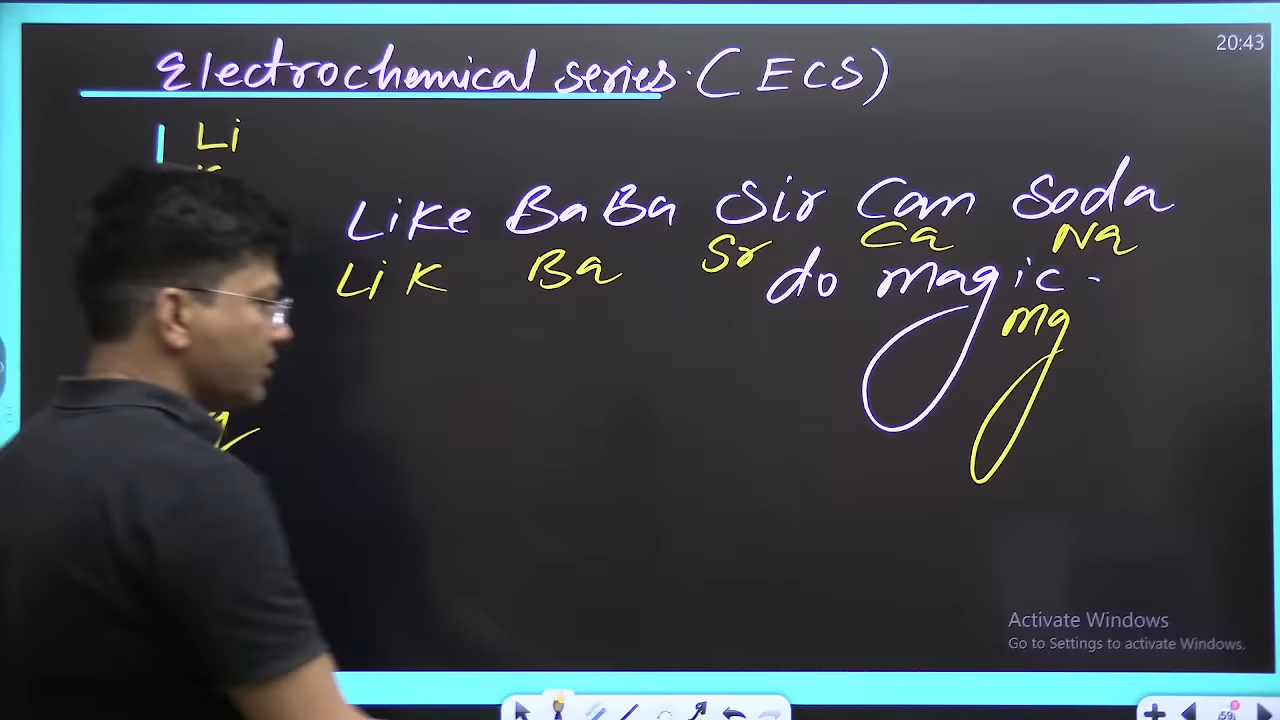 20:43
Electrochemical series. (ECS)
Li
Like BaBa Sir Can Soda
Li K Ba Sr Ca Na
do magic.
Mg
Activate Windows
Go to Settings to activate Windows.